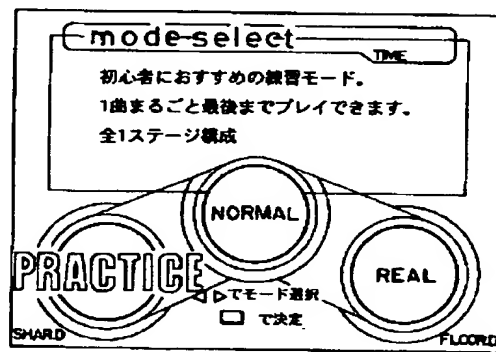 mode-select
TIME
初心者におすすめの練習モード。
1曲まるごと最後までプレイできます。
全1ステージ構成
NORMAL
PRACTICE
REAL
◁ ▷でモード選択
で決定
SHARD
FLOORD